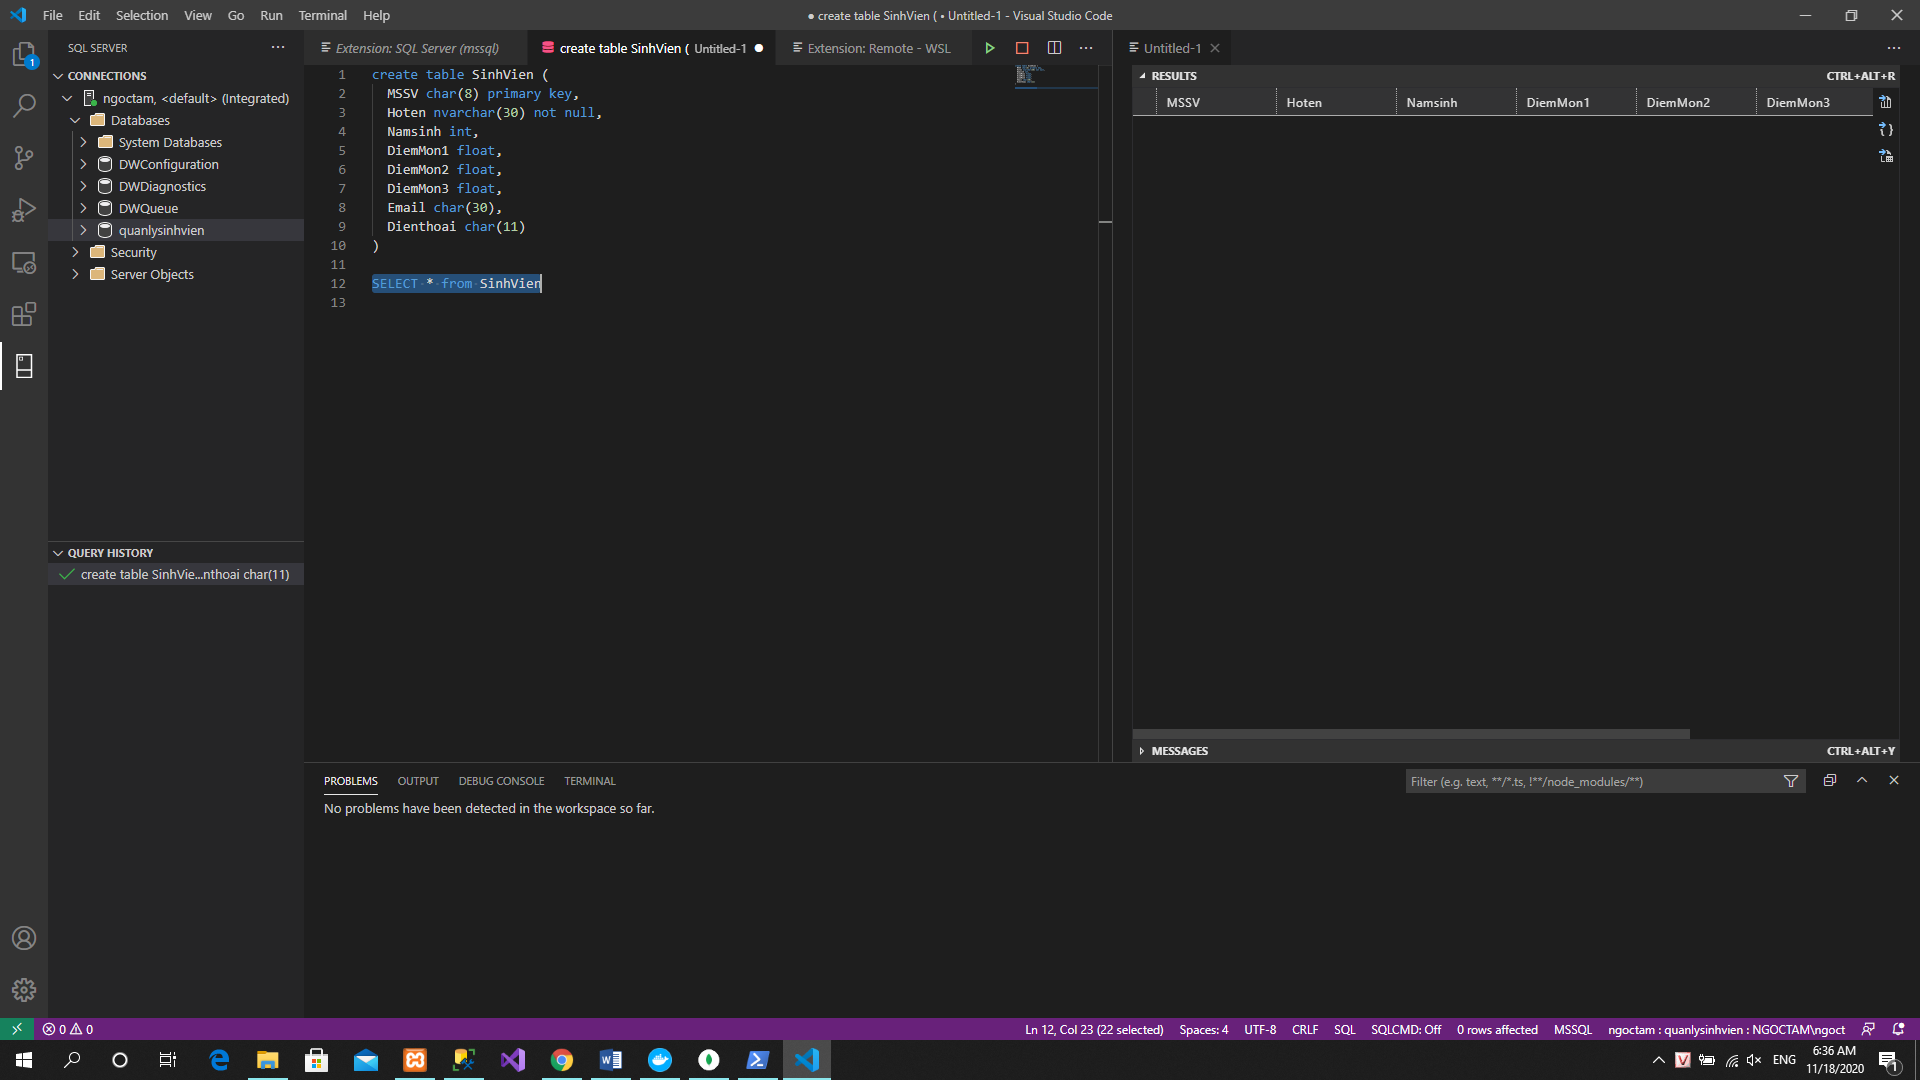 File Edit Selection View Go Run Terminal Help
● create table SinhVien ( • Untitled-1 - Visual Studio Code
SQL SERVER
CONNECTIONS
ngoctam, <default> (Integrated)
Databases
System Databases
DWConfiguration
DWDiagnostics
DWQueue
quanlysinhvien
Security
Server Objects
QUERY HISTORY
create table SinhVie...nthoai char(11)
1
Extension: SQL Server (mssql)
create table SinhVien ( Untitled-1 ●
Extension: Remote - WSL
1 create table SinhVien (
2 MSSV char(8) primary key,
3 Hoten nvarchar(30) not null,
4 Namsinh int,
5 DiemMon1 float,
6 DiemMon2 float,
7 DiemMon3 float,
8 Email char(30),
9 Dienthoai char(11)
10 )
11
12 SELECT * from SinhVien
13
Untitled-1
RESULTS CTRL+ALT+R
MSSV Hoten Namsinh DiemMon1 DiemMon2 DiemMon3
MESSAGES CTRL+ALT+Y
PROBLEMS OUTPUT DEBUG CONSOLE TERMINAL
Filter (e.g. text, **/*.ts, !**/node_modules/**)
No problems have been detected in the workspace so far.
0 0
Ln 12, Col 23 (22 selected) Spaces: 4 UTF-8 CRLF SQL SQLCMD: Off 0 rows affected MSSQL ngoctam : quanlysinhvien : NGOCTAM\ngoct
ENG
6:36 AM
11/18/2020
1